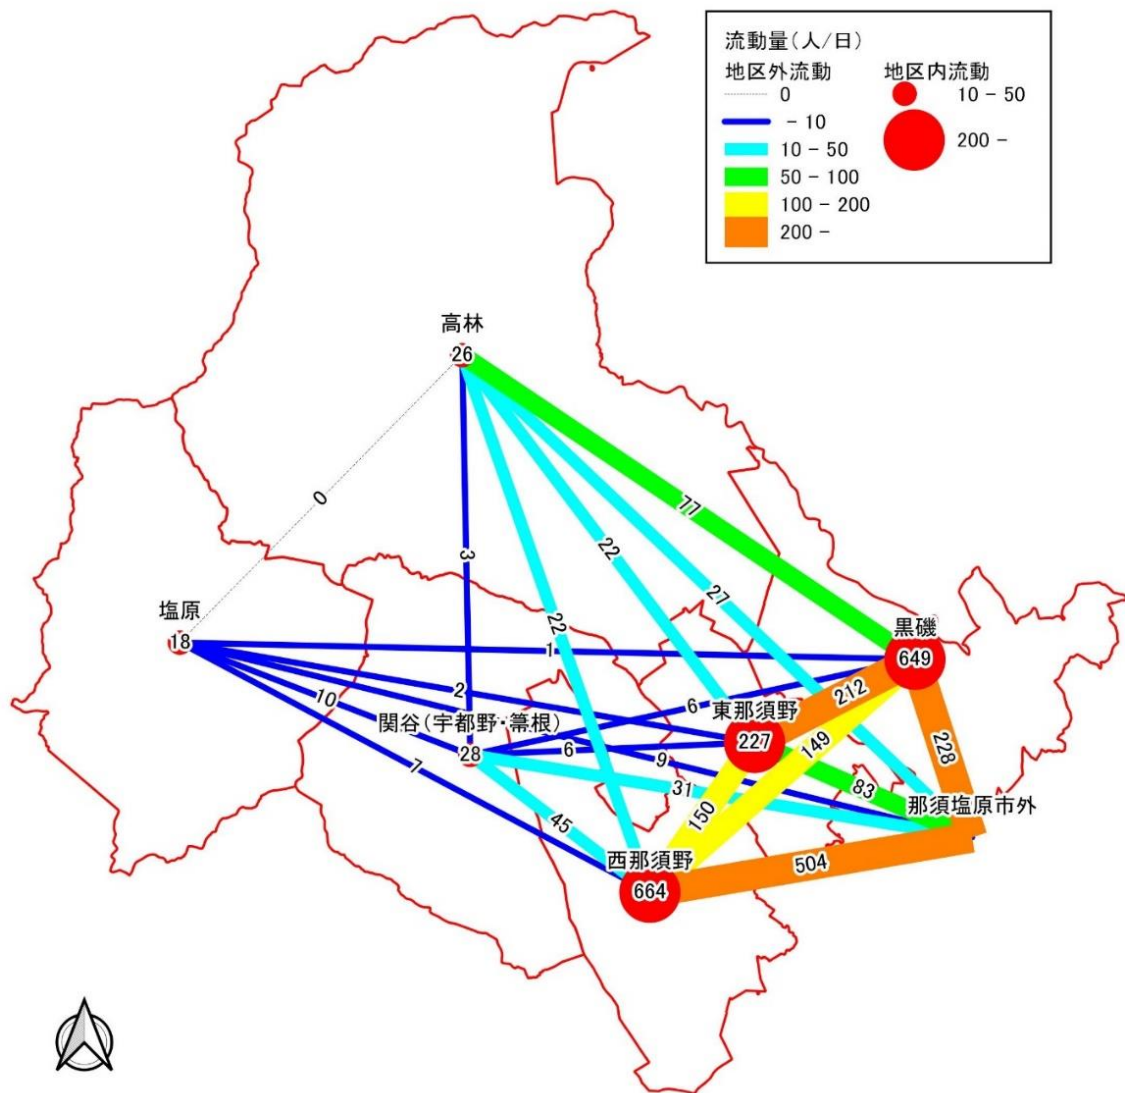 流動量(人/日)
地区外流動
0
- 10
10 - 50
50 - 100
100 - 200
200 -
地区内流動
10 - 50
200 -
高林
26
0
3
22
22
27
77
塩原
18
1
2
10
7
9
関谷(宇都野・箒根)
28
6
6
31
45
黒磯
649
東那須野
227
212
149
228
150
83
那須塩原市外
西那須野
664
504